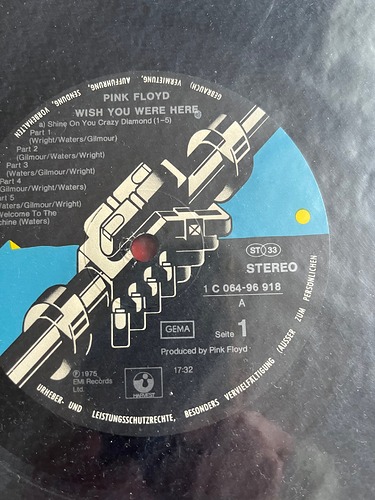 PINK FLOYD
WISH YOU WERE HERE
a) Shine On You Crazy Diamond (1-5)
Part 1
(Wright/Waters/Gilmour)
Part 2
(Gilmour/Waters/Wright)
Part 3
(Waters/Gilmour/Wright)
Part 4
Gilmour/Wright/Waters)
rt 5
Waters/Gilmour/Wright)
Welcome To The
chine (Waters)
ST 33
STEREO
1 C 064-96 918
A
GEMA
Seite 1
Produced by Pink Floyd
17:32
Ⓟ 1975
EMI Records
Ltd.
HARVEST
URHEBER- UND LEISTUNGSSCHUTZRECHTE, BESONDERS VERVIELFÄLTIGUNG (AUSSER ZUM PERSÖNLICHEN
GEBRAUCH) VERMIETUNG, AUFFÜHRUNG, SENDUNG, VORBEHALTEN